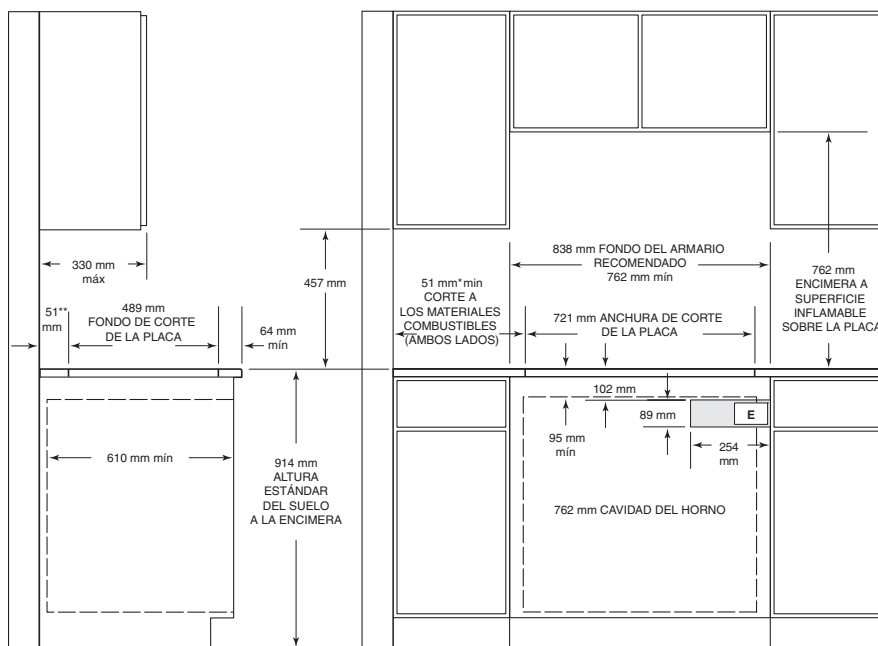 330 mm
máx
457 mm
838 mm FONDO DEL ARMARIO
RECOMENDADO
762 mm mín
762 mm
ENCIMERA A
SUPERFICIE
INFLAMABLE
SOBRE LA PLACA
51**
mm
489 mm
FONDO DE CORTE
DE LA PLACA
64 mm
mín
51 mm*min
CORTE A
LOS MATERIALES
COMBUSTIBLES
(AMBOS LADOS)
721 mm ANCHURA DE CORTE
DE LA PLACA
102 mm
89 mm
E
95 mm
mín
254
mm
610 mm mín
914 mm
ALTURA
ESTÁNDAR
DEL SUELO
A LA ENCIMERA
762 mm CAVIDAD DEL HORNO